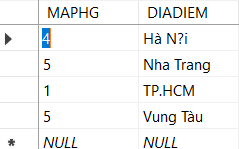 MAPHG DIADIEM
4 Hà N?i
5 Nha Trang
1 TP.HCM
5 Vung Tàu
NULL NULL